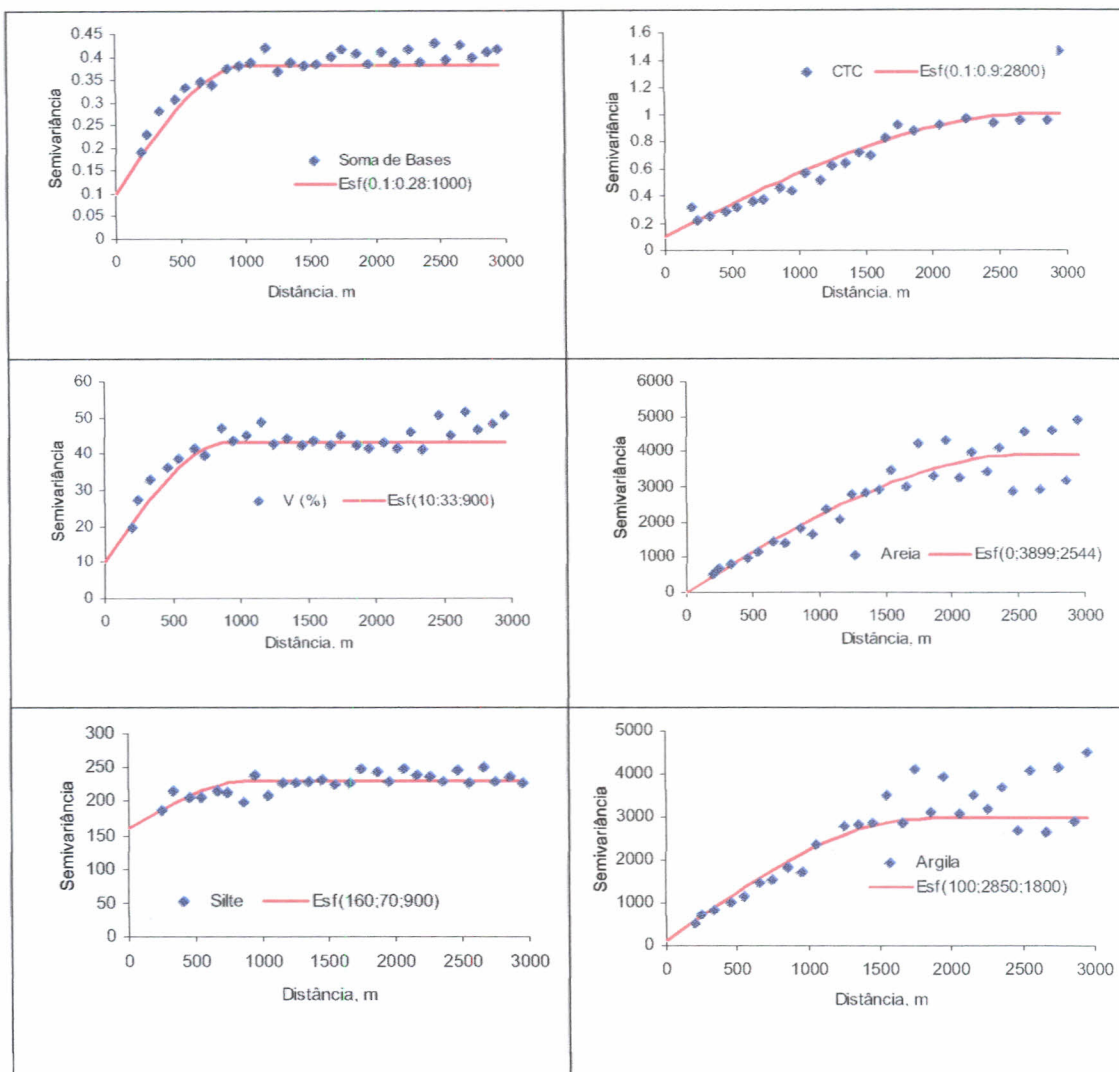 0.45
0.4
0.35
0.3
0.25
0.2
0.15
0.1
0.05
0
Semivariância
Soma de Bases
Esf(0.1:0.28:1000)
0 500 1000 1500 2000 2500 3000
Distância, m
1.6
1.4
1.2
1
0.8
0.6
0.4
0.2
0
Semivariância
CTC Esf(0.1:0.9:2800)
0 500 1000 1500 2000 2500 3000
Distância, m
60
50
40
30
20
10
0
Semivariância
V (%) Esf(10:33:900)
0 500 1000 1500 2000 2500 3000
Distância, m
6000
5000
4000
3000
2000
1000
0
Semivariância
Areia Esf(0;3899;2544)
0 500 1000 1500 2000 2500 3000
Distância, m
300
250
200
150
100
50
0
Semivariância
Silte Esf(160;70;900)
0 500 1000 1500 2000 2500 3000
Distância, m
5000
4000
3000
2000
1000
0
Semivariância
Argila
Esf(100;2850;1800)
0 500 1000 1500 2000 2500 3000
Distância, m